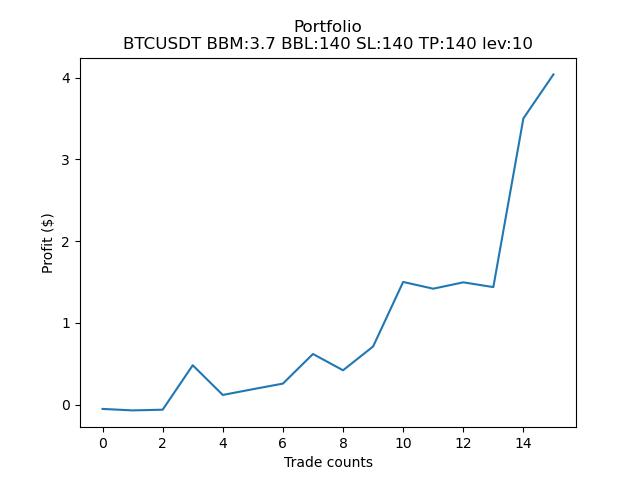 Portfolio
BTCUSDT BBM:3.7 BBL:140 SL:140 TP:140 lev:10
4
3
2
1
0
Profit ($)
0 2 4 6 8 10 12 14
Trade counts